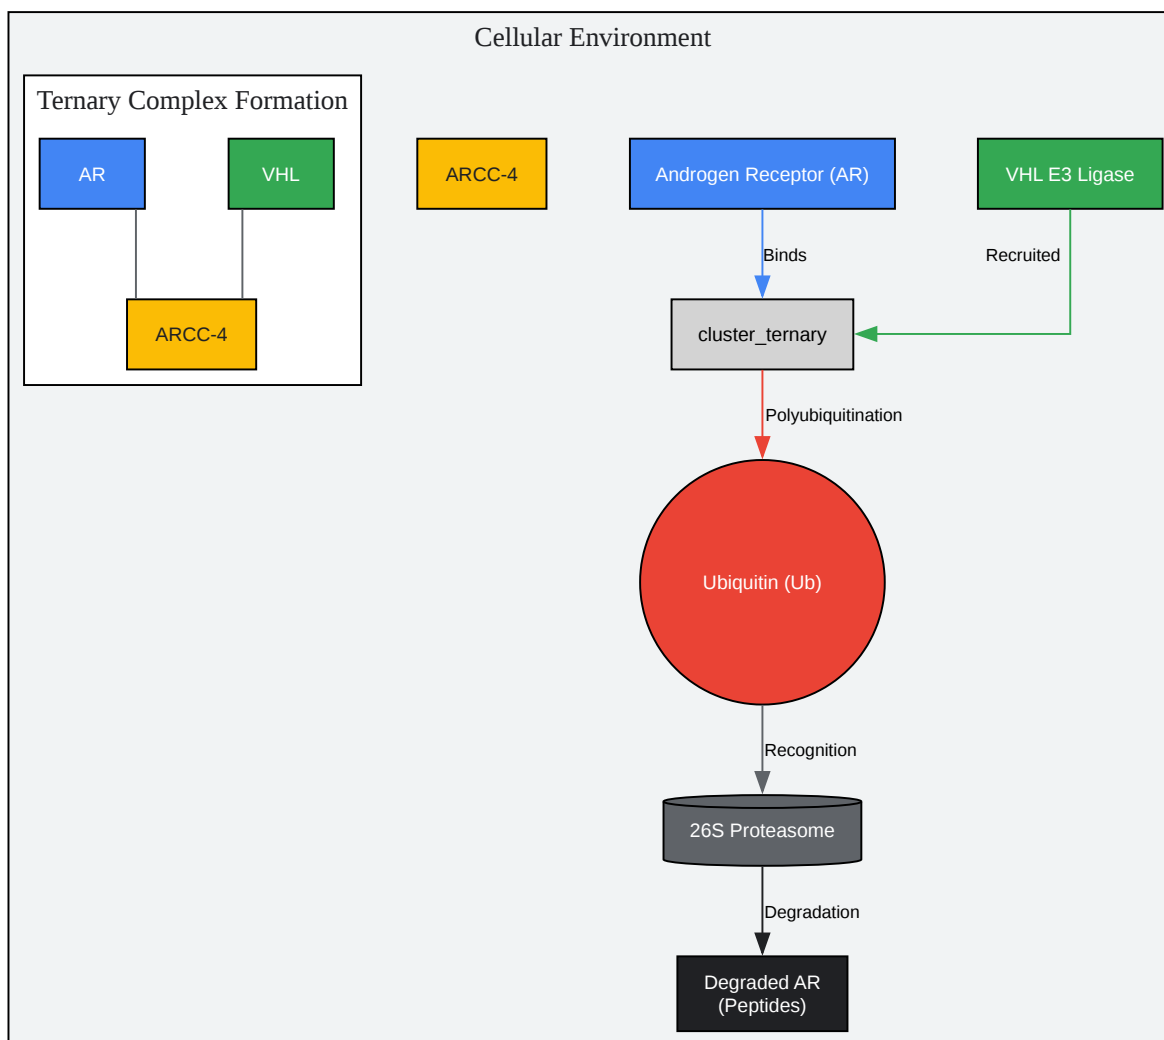 Cellular Environment
Ternary Complex Formation
AR
VHL
ARCC-4
ARCC-4
Androgen Receptor (AR)
VHL E3 Ligase
Binds
Recruited
cluster_ternary
Polyubiquitination
Ubiquitin (Ub)
Recognition
26S Proteasome
Degradation
Degraded AR
(Peptides)